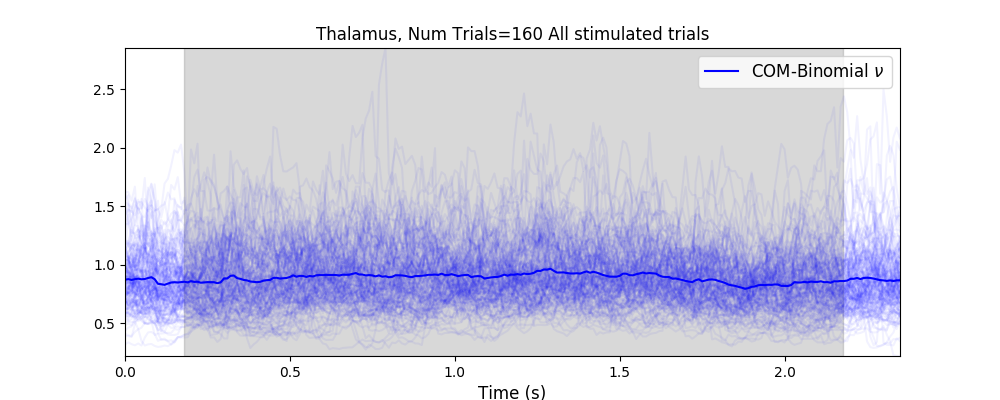 Thalamus, Num Trials=160 All stimulated trials
COM-Binomial ν
2.5
2.0
1.5
1.0
0.5
0.0 0.5 1.0 1.5 2.0
Time (s)